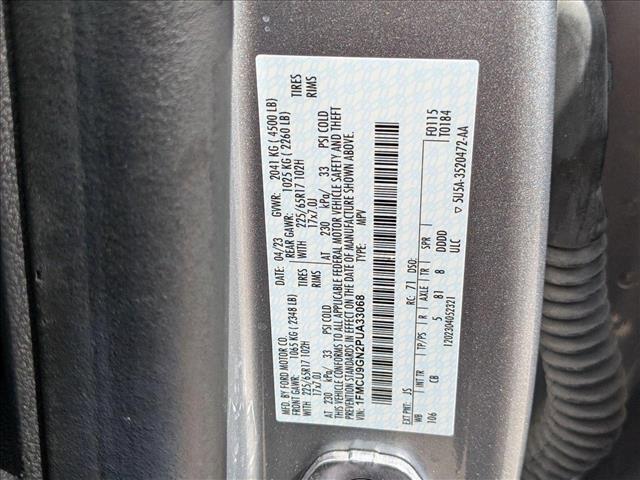 MFD. BY FORD MOTOR CO.
DATE: 04/23 GVWR: 2041 KG ( 4500 LB)
FRONT GAWR: 1065 KG ( 2348 LB) REAR GAWR: 1025 KG ( 2260 LB)
WITH 225/65R17 102H TIRES WITH 225/65R17 102H TIRES
17x7.0J RIMS 17x7.0J RIMS
AT 230 kPa/ 33 PSI COLD AT 230 kPa/ 33 PSI COLD
THIS VEHICLE CONFORMS TO ALL APPLICABLE FEDERAL MOTOR VEHICLE SAFETY AND THEFT
PREVENTION STANDARDS IN EFFECT ON THE DATE OF MANUFACTURE SHOWN ABOVE.
VIN: 1FMCU9GN2PUA33068 TYPE: MPV
F0115
T0184
EXT PNT: JS RC: 71 DSO:
WB INT TR TP/PS R AXLE TR SPR
106 CB 5 81 8 DDDD
ULC
1202304052321 5U5A-3520472-AA